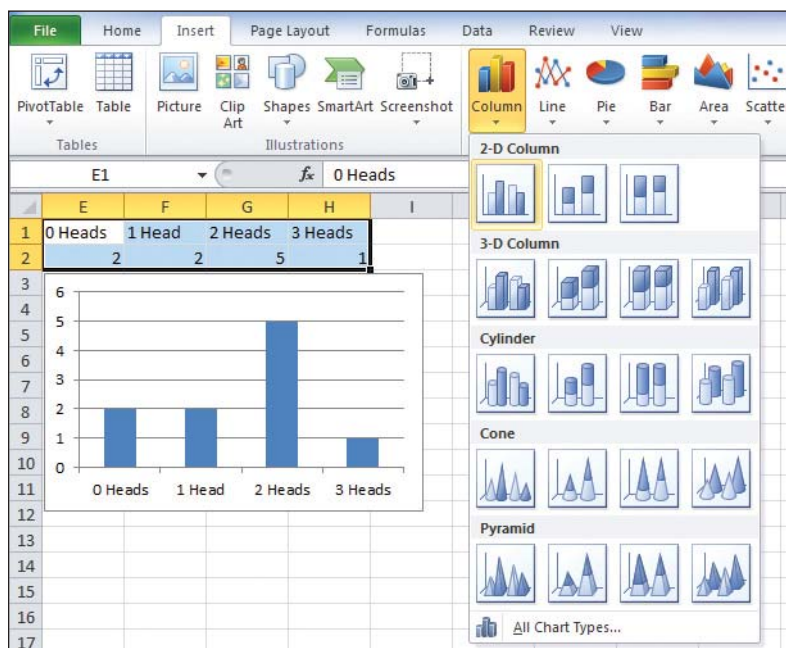 File Home Insert Page Layout Formulas Data Review View
PivotTable Table Picture Clip Art Shapes SmartArt Screenshot Column Line Pie Bar Area Scatte
Tables Illustrations
2-D Column
E1 fx 0 Heads
E F G H I
1 0 Heads 1 Head 2 Heads 3 Heads
2 2 2 5 1
3-D Column
3
4
5
6
7
8
9
10
11
12
13
14
15
16
17
6
5
4
3
2
1
0
0 Heads 1 Head 2 Heads 3 Heads
Cylinder
Cone
Pyramid
All Chart Types...